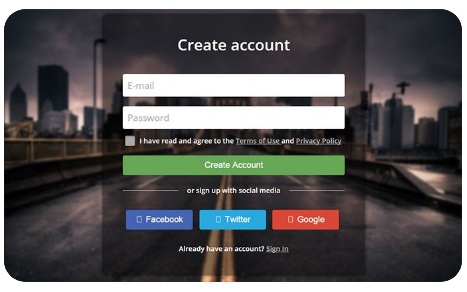 Create account
E-mail
Password
I have read and agree to the Terms of Use and Privacy Policy
Create Account
or sign up with social media
Facebook
Twitter
Google
Already have an account? Sign In